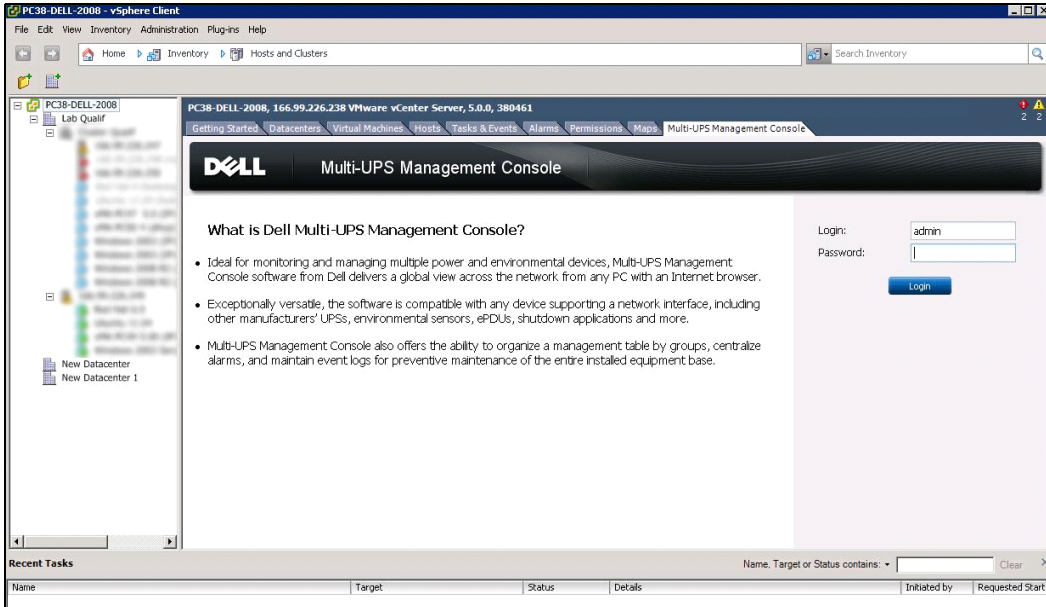 PC38-DELL-2008 - vSphere Client
File Edit View Inventory Administration Plug-ins Help
Home Inventory Hosts and Clusters
Search Inventory
PC38-DELL-2008
Lab Qualif
New Datacenter
New Datacenter 1
PC38-DELL-2008, 166.99.226.238 VMware vCenter Server, 5.0.0, 380461
2 2
Getting Started Datacenters Virtual Machines Hosts Tasks & Events Alarms Permissions Maps Multi-UPS Management Console
DELL Multi-UPS Management Console
What is Dell Multi-UPS Management Console?
• Ideal for monitoring and managing multiple power and environmental devices, Multi-UPS Management
Console software from Dell delivers a global view across the network from any PC with an Internet browser.
• Exceptionally versatile, the software is compatible with any device supporting a network interface, including
other manufacturers' UPSs, environmental sensors, ePDUs, shutdown applications and more.
• Multi-UPS Management Console also offers the ability to organize a management table by groups, centralize
alarms, and maintain event logs for preventive maintenance of the entire installed equipment base.
Login: admin
Password:
Login
Recent Tasks
Name, Target or Status contains: Clear
Name Target Status Details Initiated by Requested Start